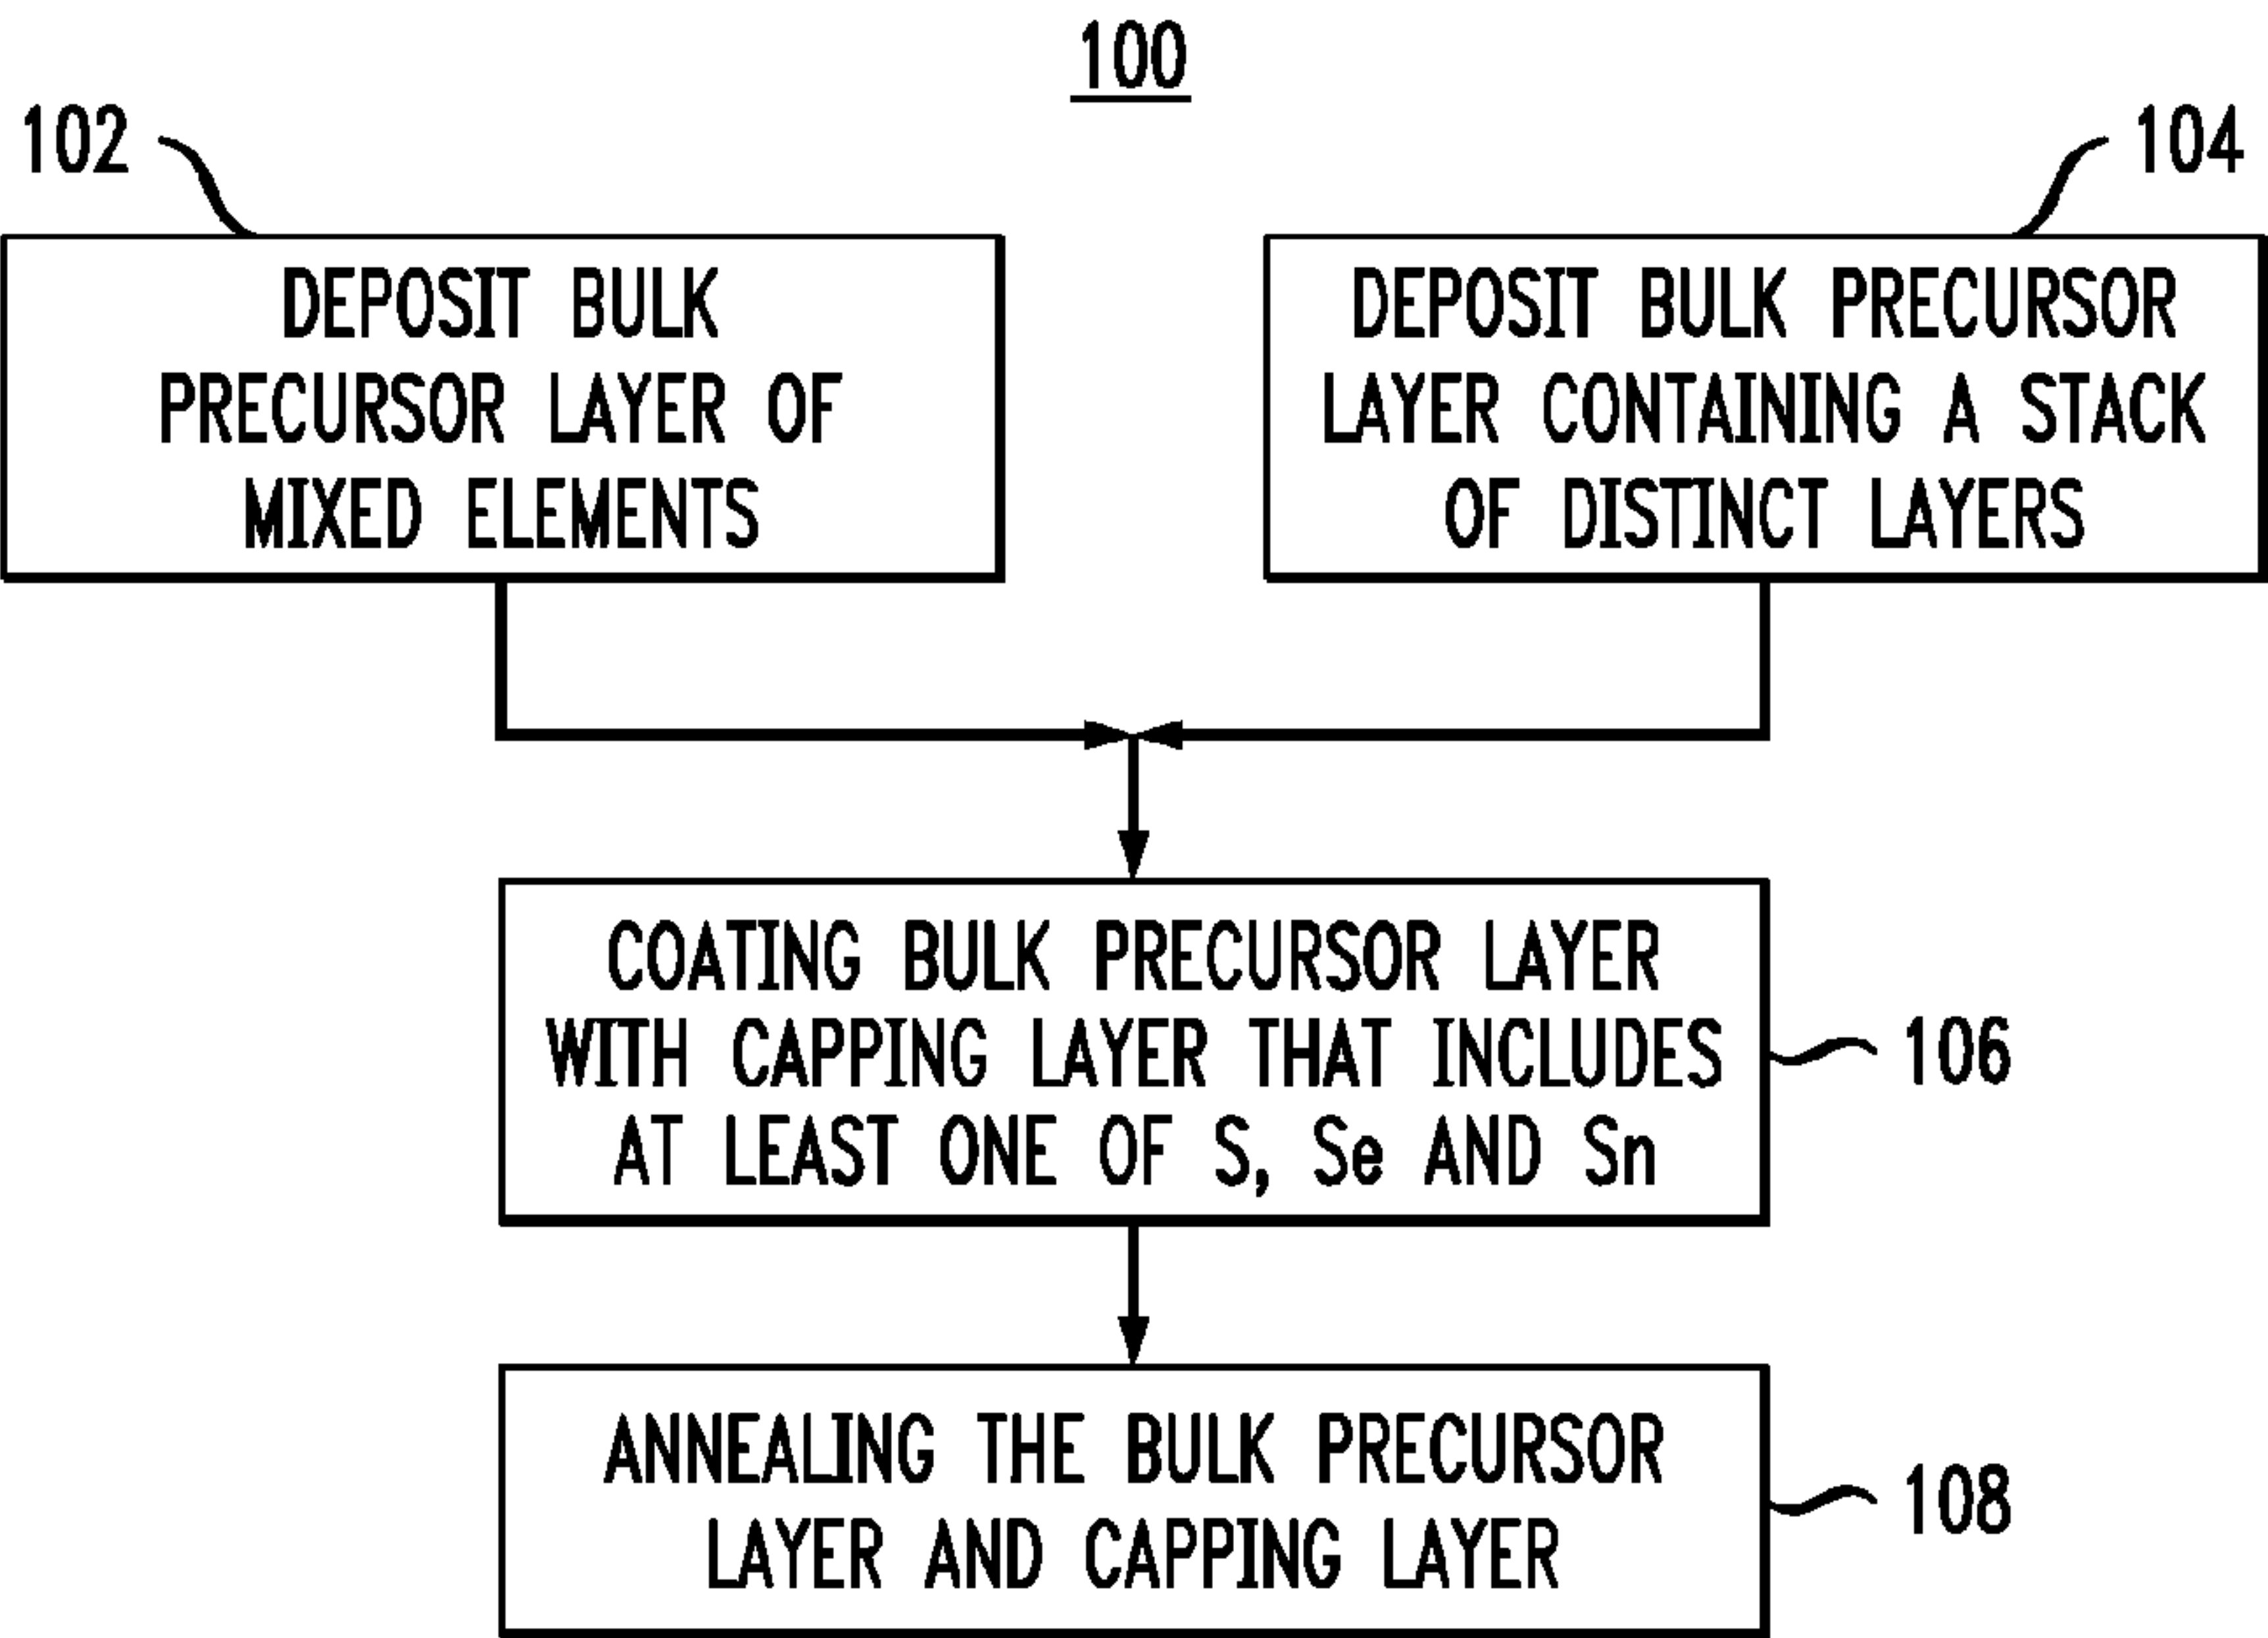 100
102
DEPOSIT BULK
PRECURSOR LAYER OF
MIXED ELEMENTS
104
DEPOSIT BULK PRECURSOR
LAYER CONTAINING A STACK
OF DISTINCT LAYERS
COATING BULK PRECURSOR LAYER
WITH CAPPING LAYER THAT INCLUDES
AT LEAST ONE OF S, Se AND Sn
106
ANNEALING THE BULK PRECURSOR
LAYER AND CAPPING LAYER
108